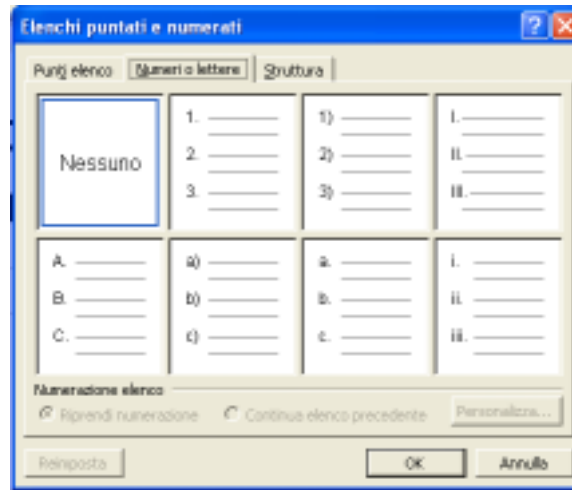 Elenchi puntati e numerati
Punti elenco Numeri o lettere Struttura
Nessuno
1.
2.
3.
1)
2)
3)
I.
II.
III.
A.
B.
C.
a)
b)
c)
a.
b.
c.
i.
ii.
iii.
Numerazione elenco
Riprendi numerazione Continua elenco precedente Personalizza...
Reimposta OK Annulla